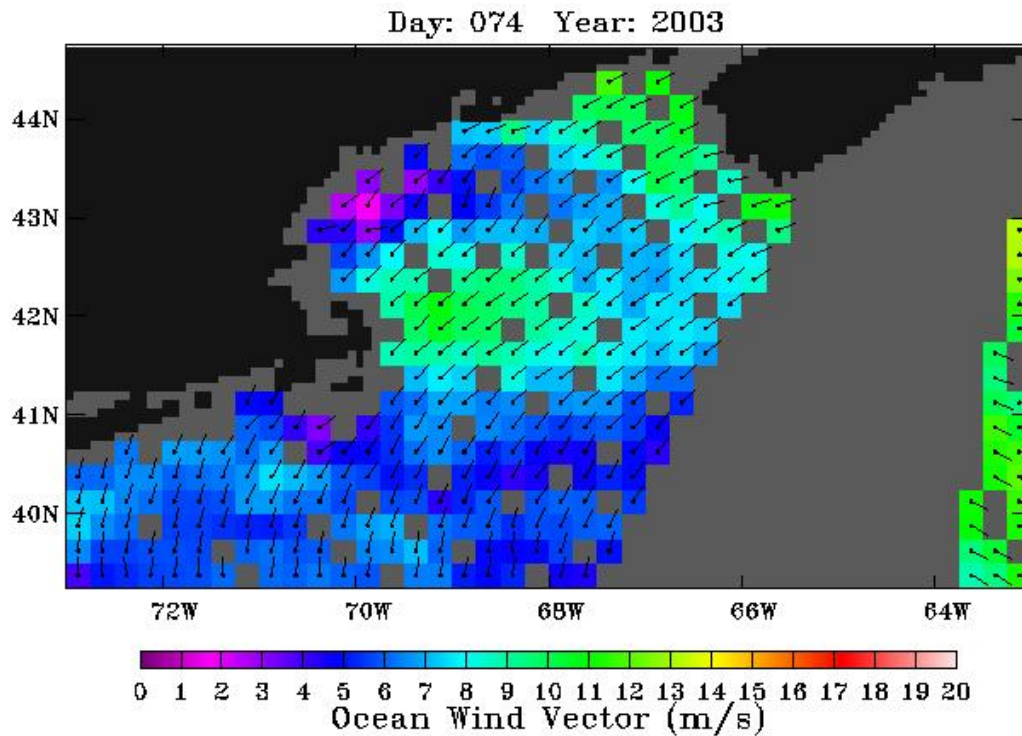 Day: 074 Year: 2003
44N
43N
42N
41N
40N
72W 70W 68W 66W 64W
0 1 2 3 4 5 6 7 8 9 10 11 12 13 14 15 16 17 18 19 20
Ocean Wind Vector (m/s)